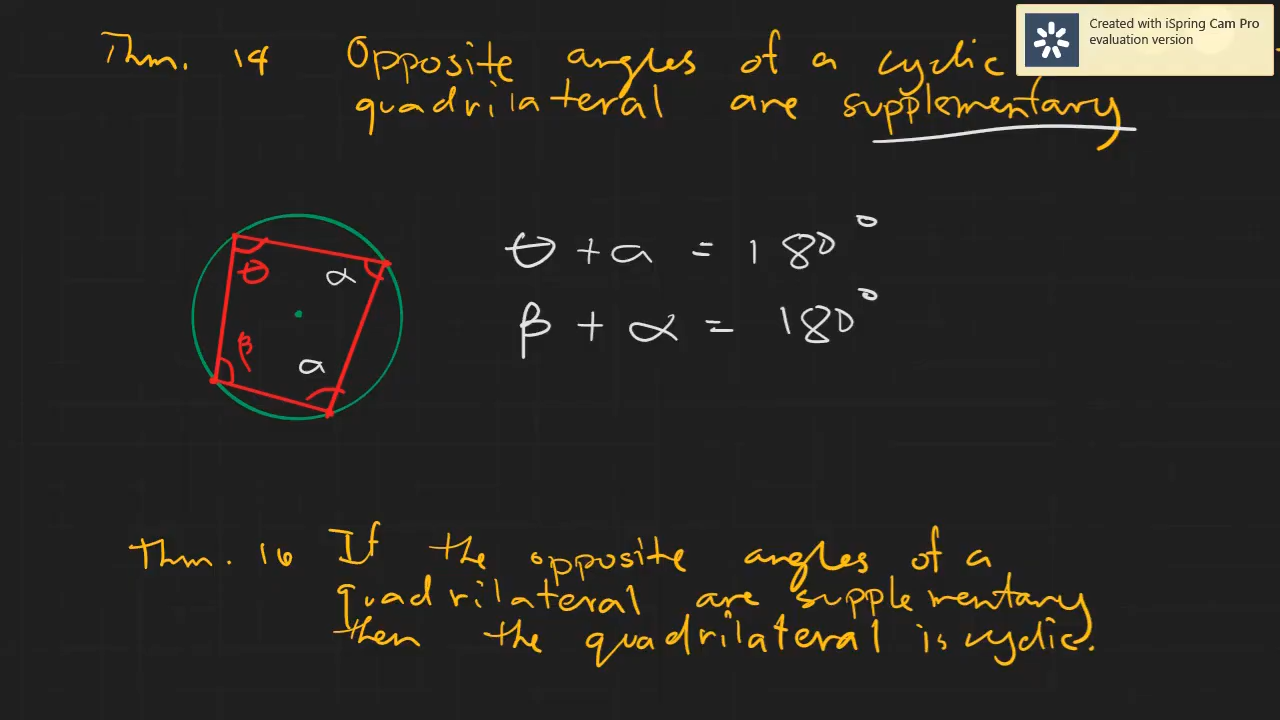 Created with iSpring Cam Pro
evaluation version
Thm. 14 Opposite angles of a cyclic
quadrilateral are supplementary
θ + a = 180°
β + α = 180°
θ
α
β
a
Thm. 16 If the opposite angles of a
quadrilateral are supplementary
then the quadrilateral is cyclic.